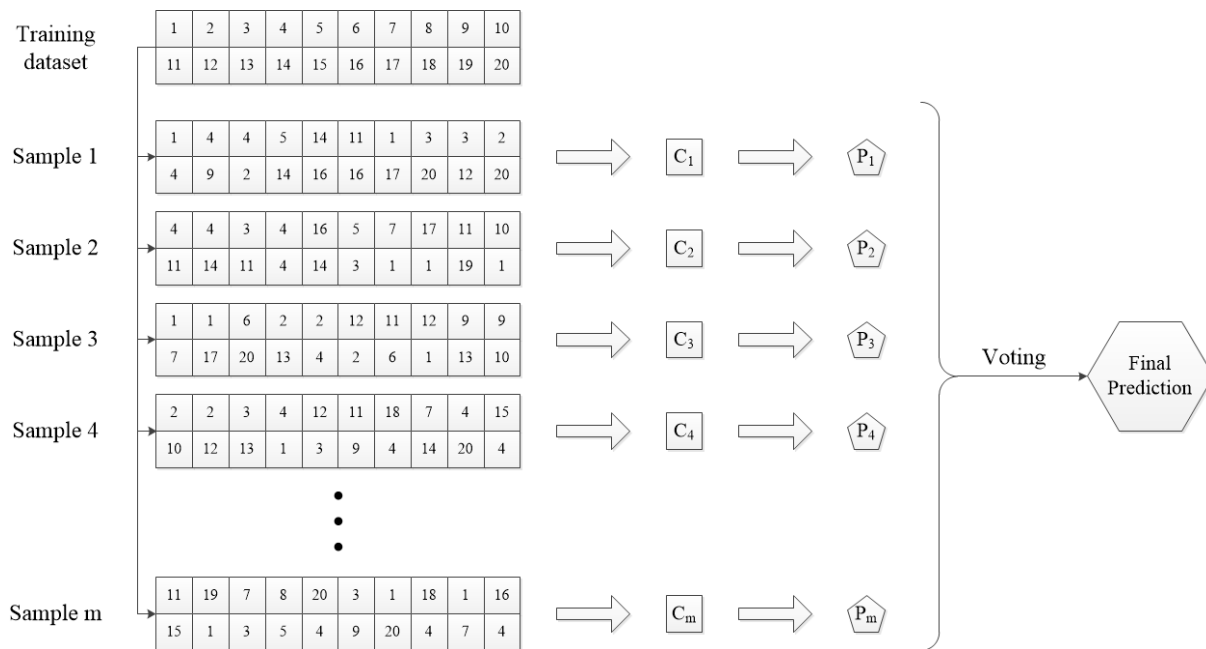 Training
dataset
1 2 3 4 5 6 7 8 9 10
11 12 13 14 15 16 17 18 19 20
Sample 1
1 4 4 5 14 11 1 3 3 2
4 9 2 14 16 16 17 20 12 20
C₁
P₁
Sample 2
4 4 3 4 16 5 7 17 11 10
11 14 11 4 14 3 1 1 19 1
C₂
P₂
Sample 3
1 1 6 2 2 12 11 12 9 9
7 17 20 13 4 2 6 1 13 10
C₃
P₃
Voting
Final
Prediction
Sample 4
2 2 3 4 12 11 18 7 4 15
10 12 13 1 3 9 4 14 20 4
C₄
P₄
Sample m
11 19 7 8 20 3 1 18 1 16
15 1 3 5 4 9 20 4 7 4
Cₘ
Pₘ